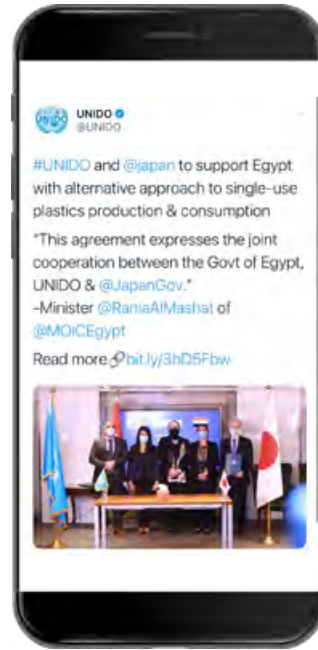 UNIDO
@UNIDO
#UNIDO and @japan to support Egypt
with alternative approach to single-use
plastics production & consumption
"This agreement expresses the joint
cooperation between the Govt of Egypt,
UNIDO & @JapanGov."
-Minister @RaniaAlMashat of
@MOICEgypt
Read more bit.ly/3hD5Fbw